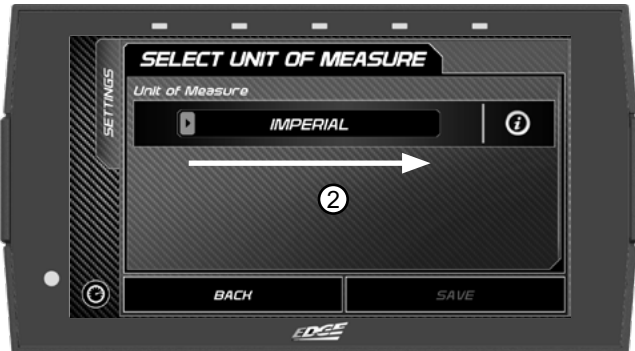 SELECT UNIT OF MEASURE
SETTINGS
Unit of Measure
IMPERIAL
i
2
BACK
SAVE
EDGE